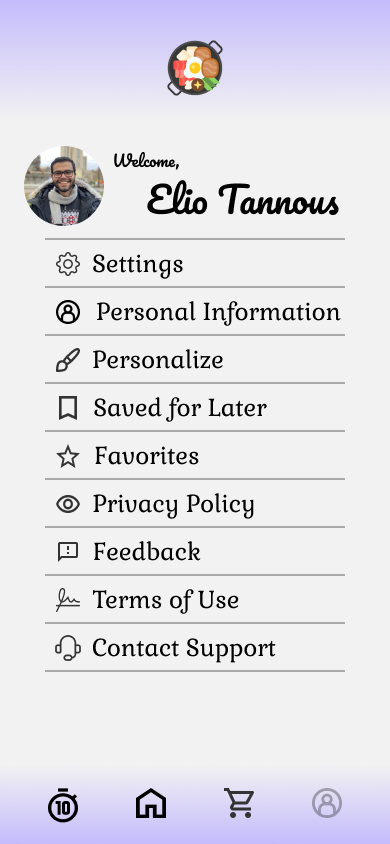 Welcome,
Elio Tannous
Settings
Personal Information
Personalize
Saved for Later
Favorites
Privacy Policy
Feedback
Terms of Use
Contact Support
10